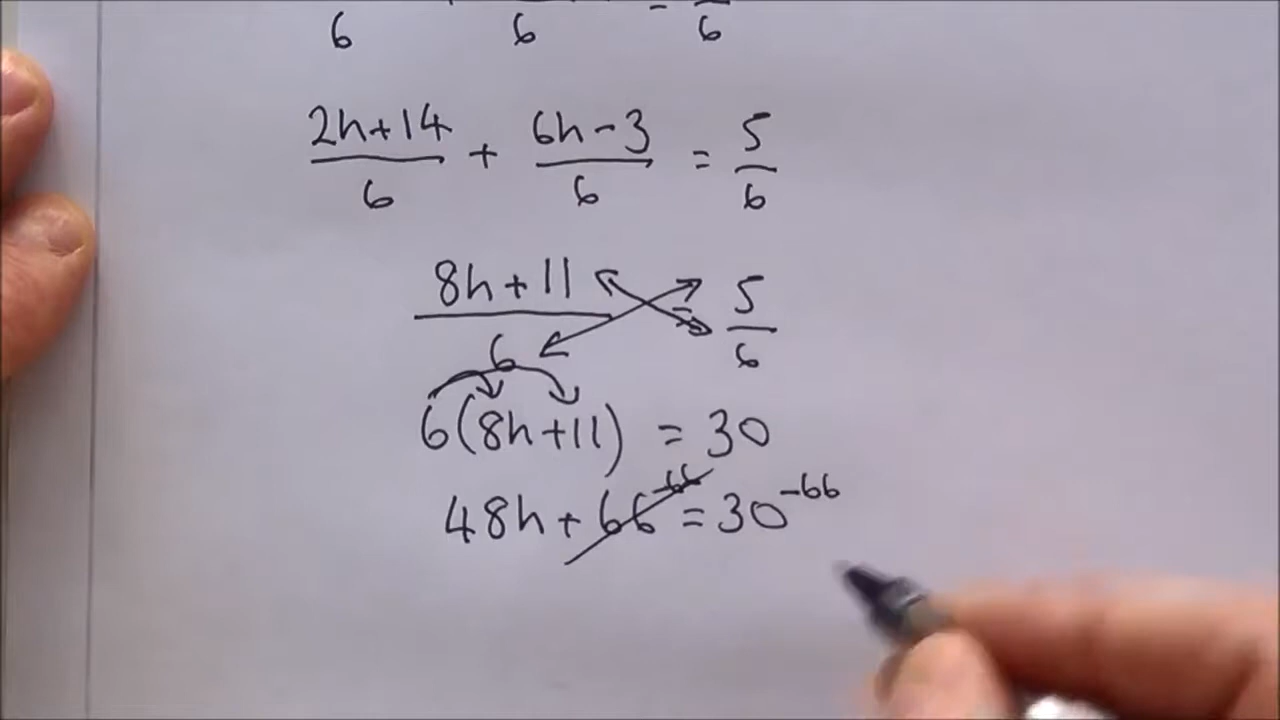 6 6 - 6
2h+14 + 6h-3 = 5
6 6 6
8h+11 = 5
6 6
6(8h+11) = 30
48h+66-66 = 30-66